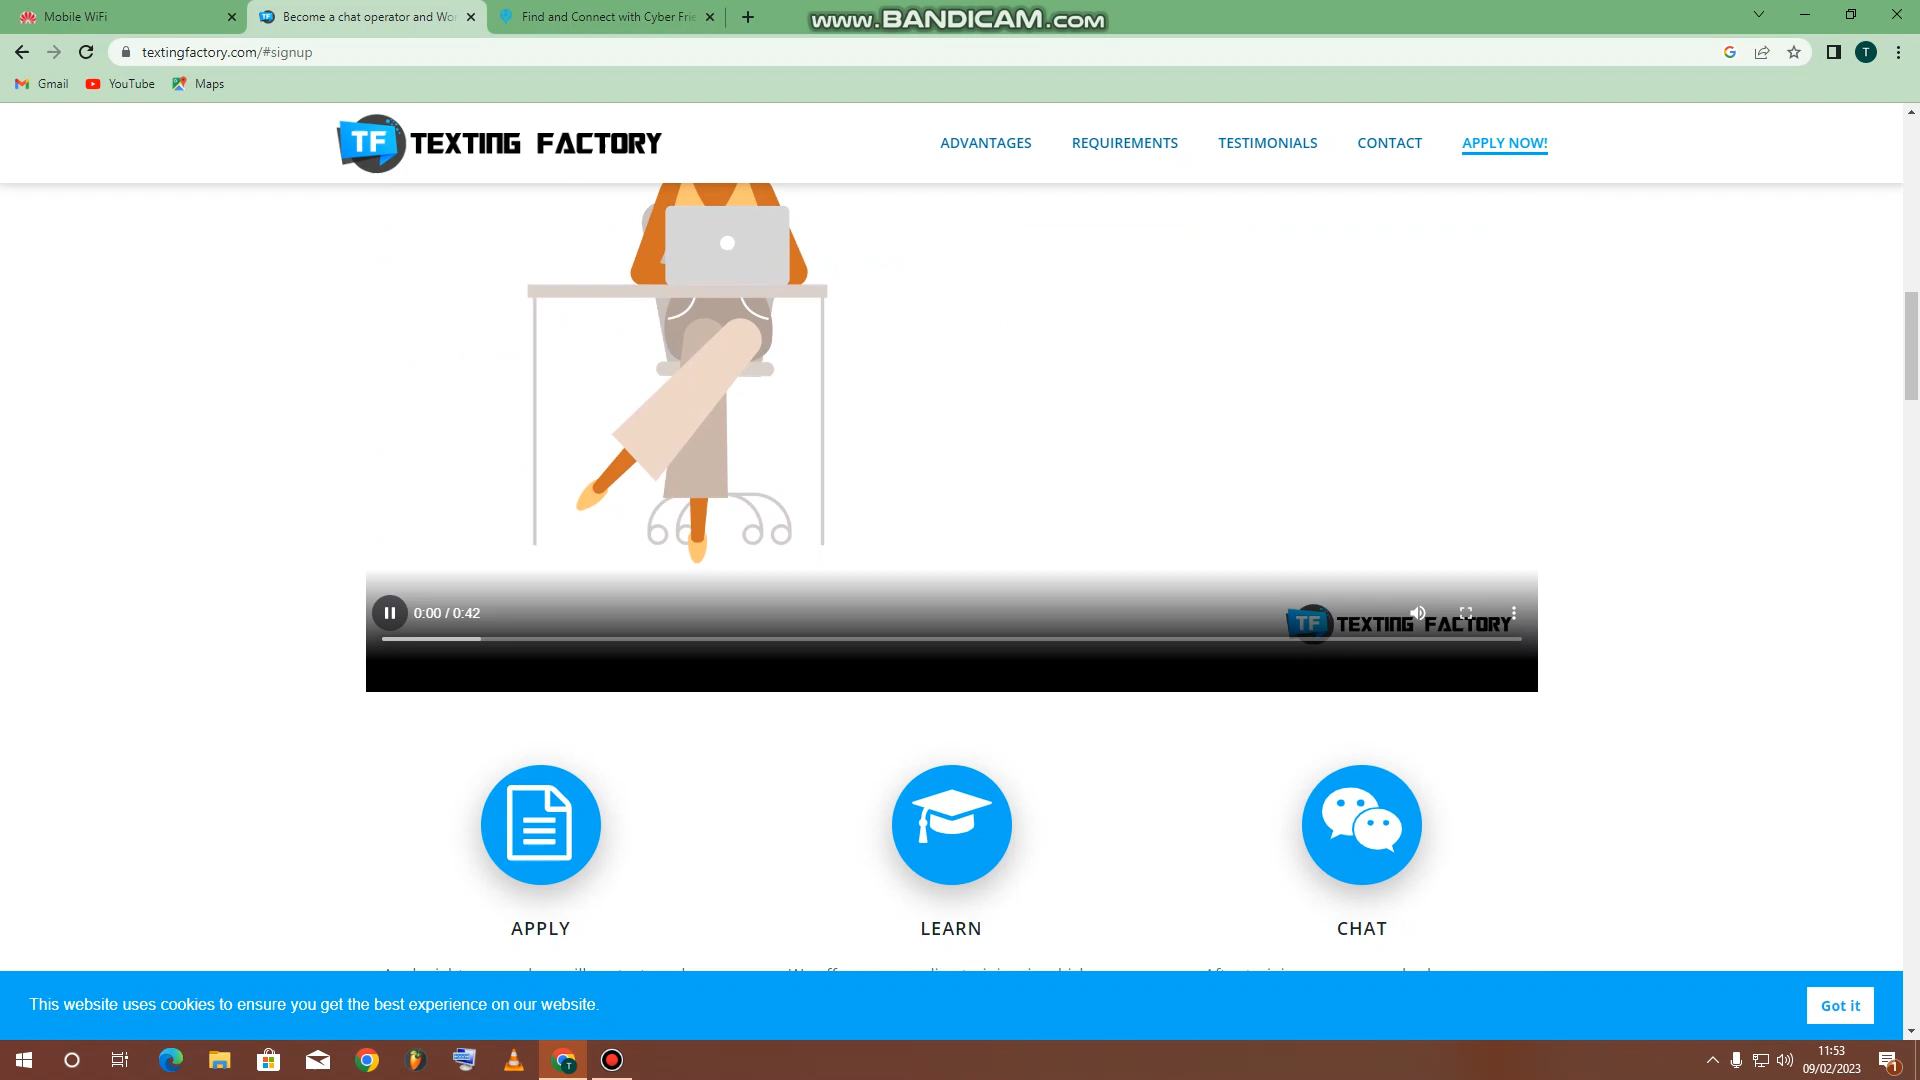 Mobile WiFi
Become a chat operator and Wor
Find and Connect with Cyber Frie
www.BANDICAM.com
textingfactory.com/#signup
T
Gmail
YouTube
Maps
TF TEXTING FACTORY
ADVANTAGES
REQUIREMENTS
TESTIMONIALS
CONTACT
APPLY NOW!
0:00 / 0:42
TF TEXTING FACTORY
APPLY
LEARN
CHAT
This website uses cookies to ensure you get the best experience on our website.
Got it
11:53
09/02/2023
1